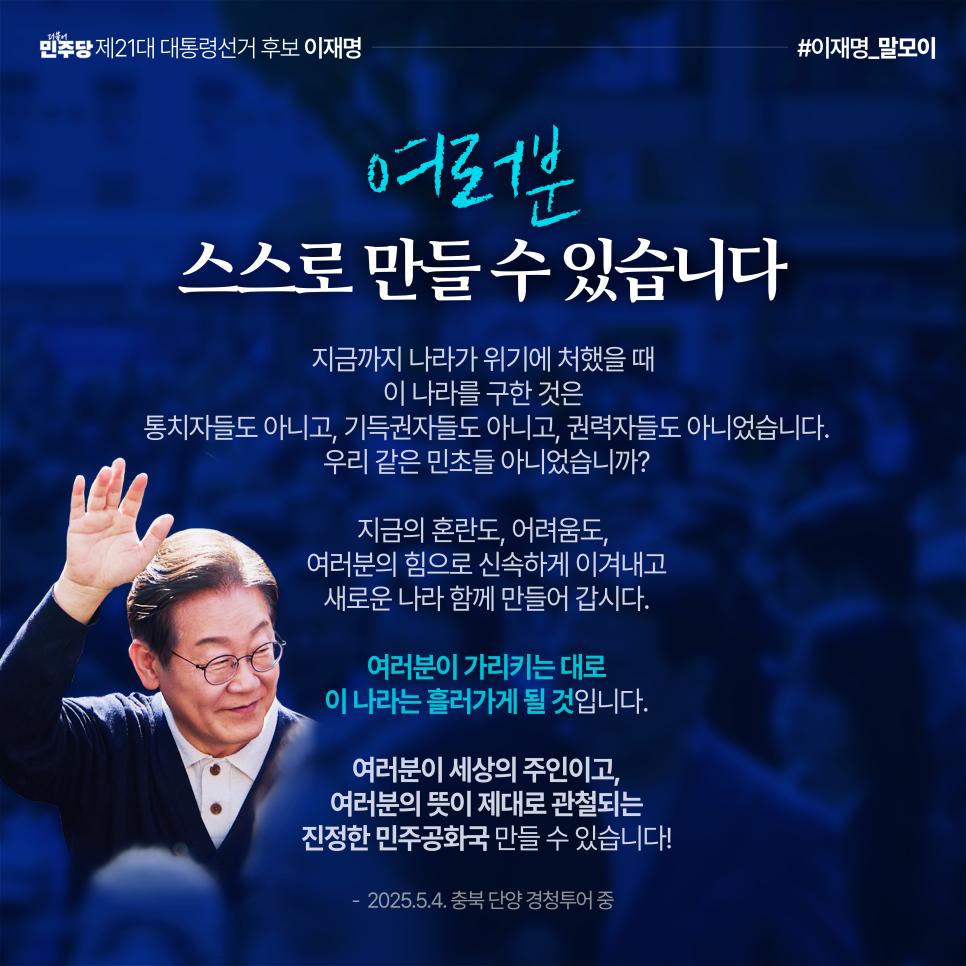 더불어
민주당 제21대 대통령선거 후보 이재명
#이재명_말모이
여러분
스스로 만들 수 있습니다
지금까지 나라가 위기에 처했을 때
이 나라를 구한 것은
통치자들도 아니고, 기득권자들도 아니고, 권력자들도 아니었습니다.
우리 같은 민초들 아니었습니까?
지금의 혼란도, 어려움도,
여러분의 힘으로 신속하게 이겨내고
새로운 나라 함께 만들어 갑시다.
여러분이 가리키는 대로
이 나라는 흘러가게 될 것입니다.
여러분이 세상의 주인이고,
여러분의 뜻이 제대로 관철되는
진정한 민주공화국 만들 수 있습니다!
- 2025.5.4. 충북 단양 경청투어 중